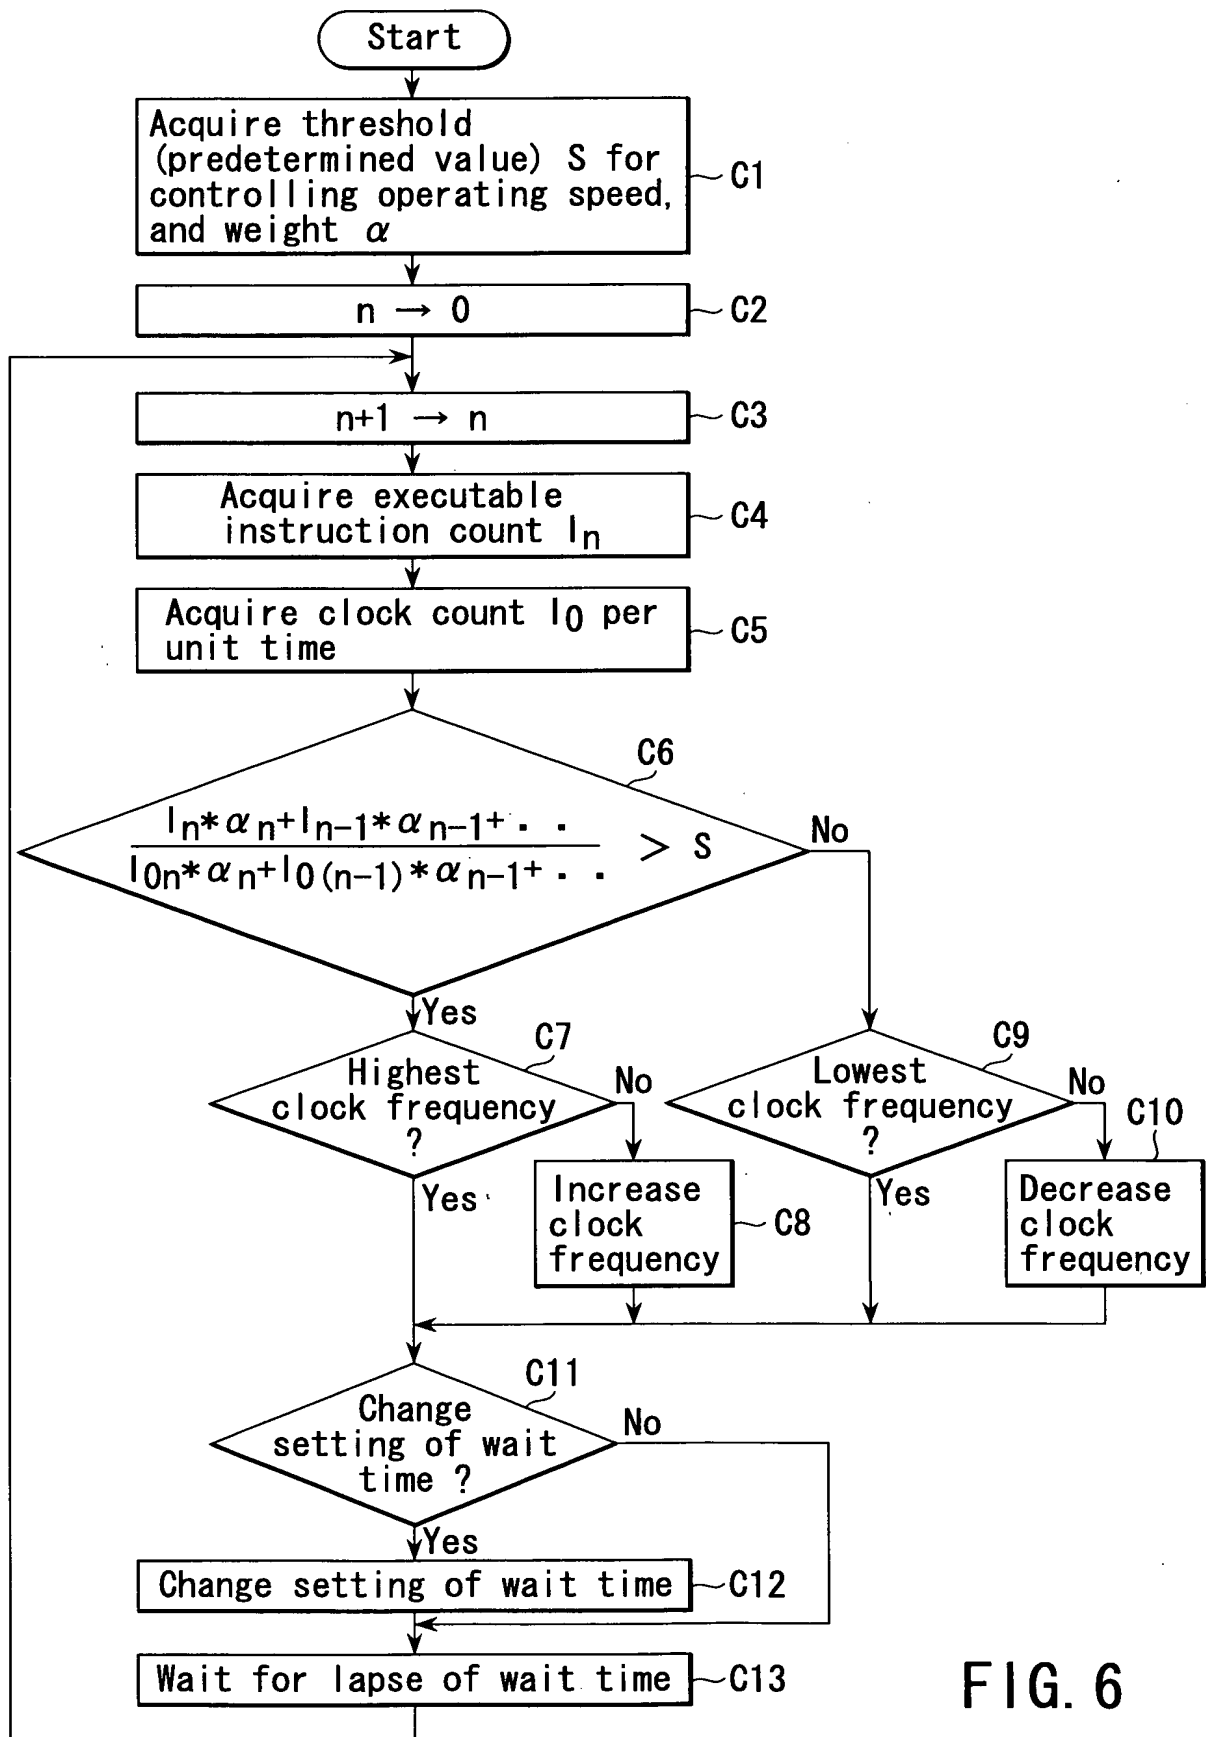 Start
Acquire threshold
(predetermined value) S for
controlling operating speed,
and weight α
C1
n → 0
C2
n+1 → n
C3
Acquire executable
instruction count In
C4
Acquire clock count I0 per
unit time
C5
C6
In*αn+In-1*αn-1+ . .
I0n*αn+I0(n-1)*αn-1+ . .
> S
No
Yes
C7
Highest
clock frequency
?
No
Yes
C9
Lowest
clock frequency
?
No
Yes
C10
Increase
clock
frequency
C8
Decrease
clock
frequency
C11
Change
setting of wait
time ?
No
Yes
Change setting of wait time
C12
Wait for lapse of wait time
C13
FIG. 6